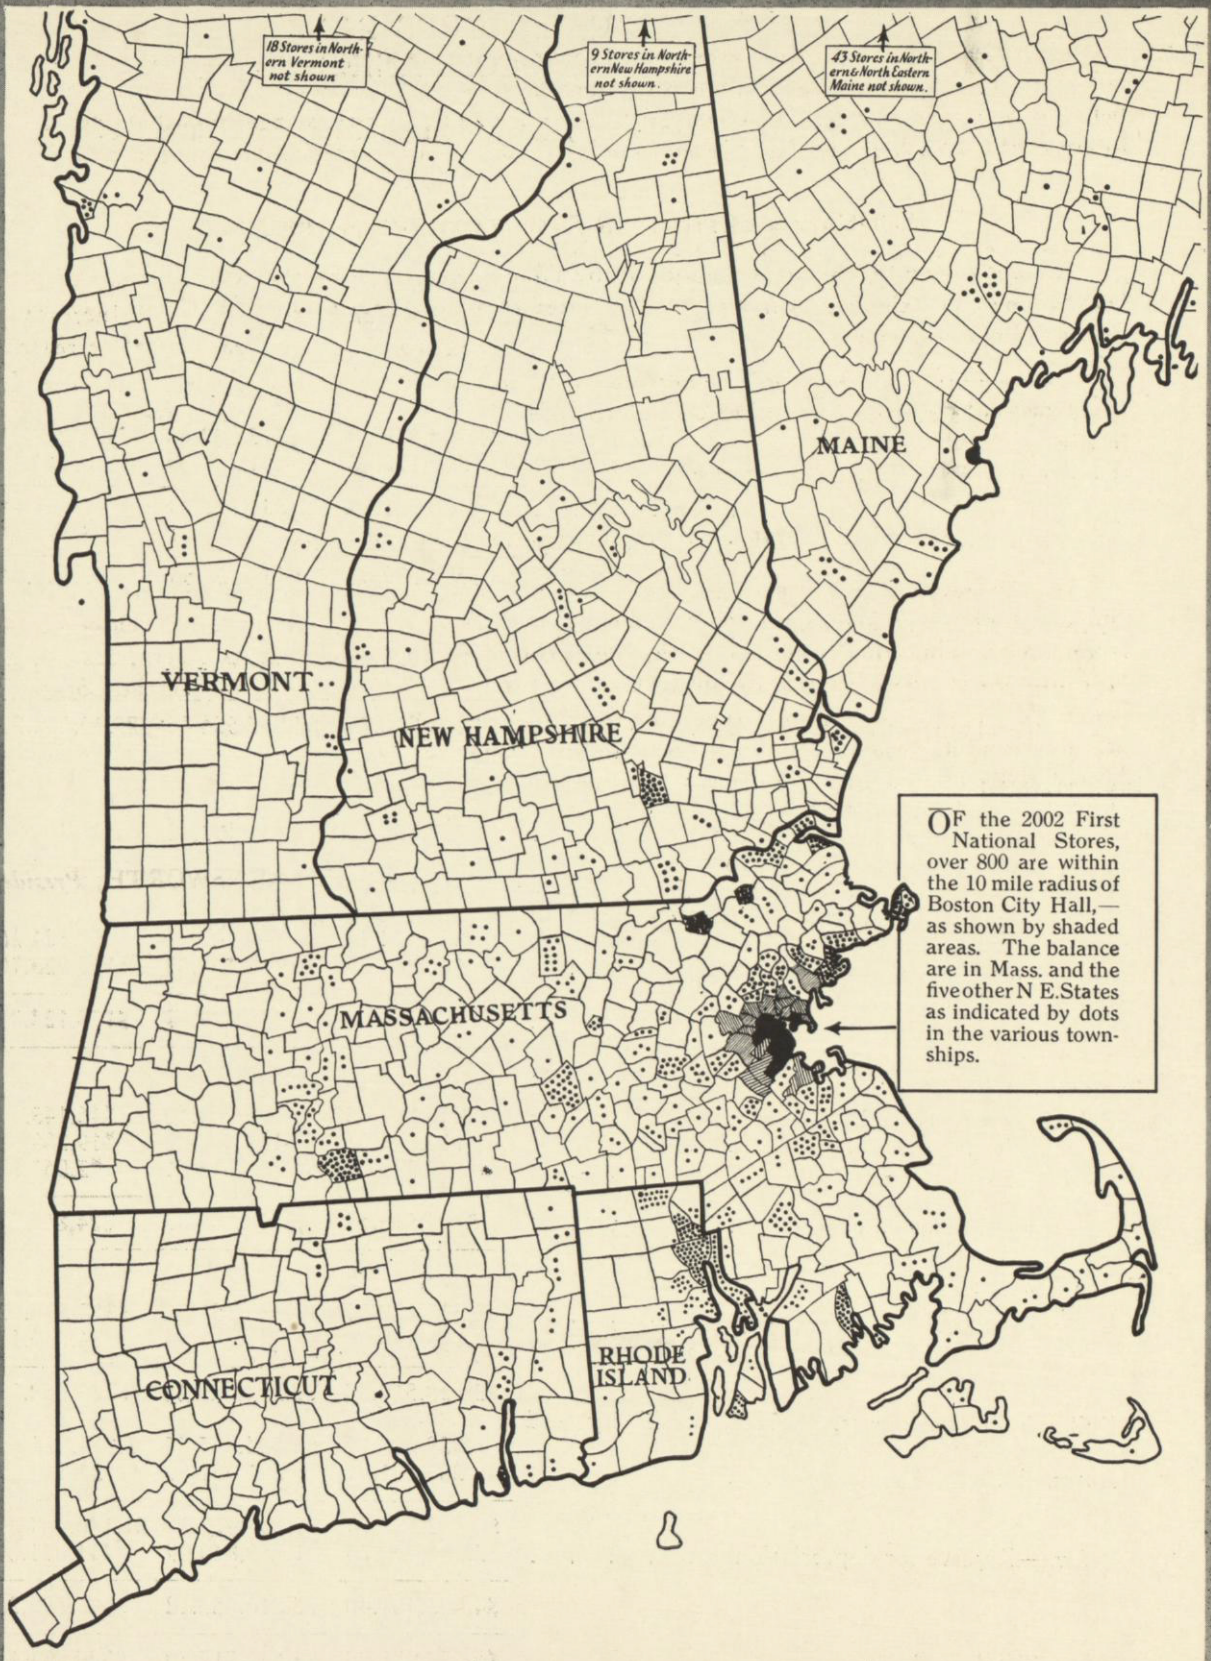 18 Stores in North-
ern Vermont
not shown
9 Stores in North-
ern New Hampshire
not shown.
43 Stores in North-
ern & North Eastern
Maine not shown.
MAINE
VERMONT
NEW HAMPSHIRE
OF the 2002 First
National Stores,
over 800 are within
the 10 mile radius of
Boston City Hall,—
as shown by shaded
areas. The balance
are in Mass. and the
five other N E. States
as indicated by dots
in the various town-
ships.
MASSACHUSETTS
RHODE
ISLAND
CONNECTICUT